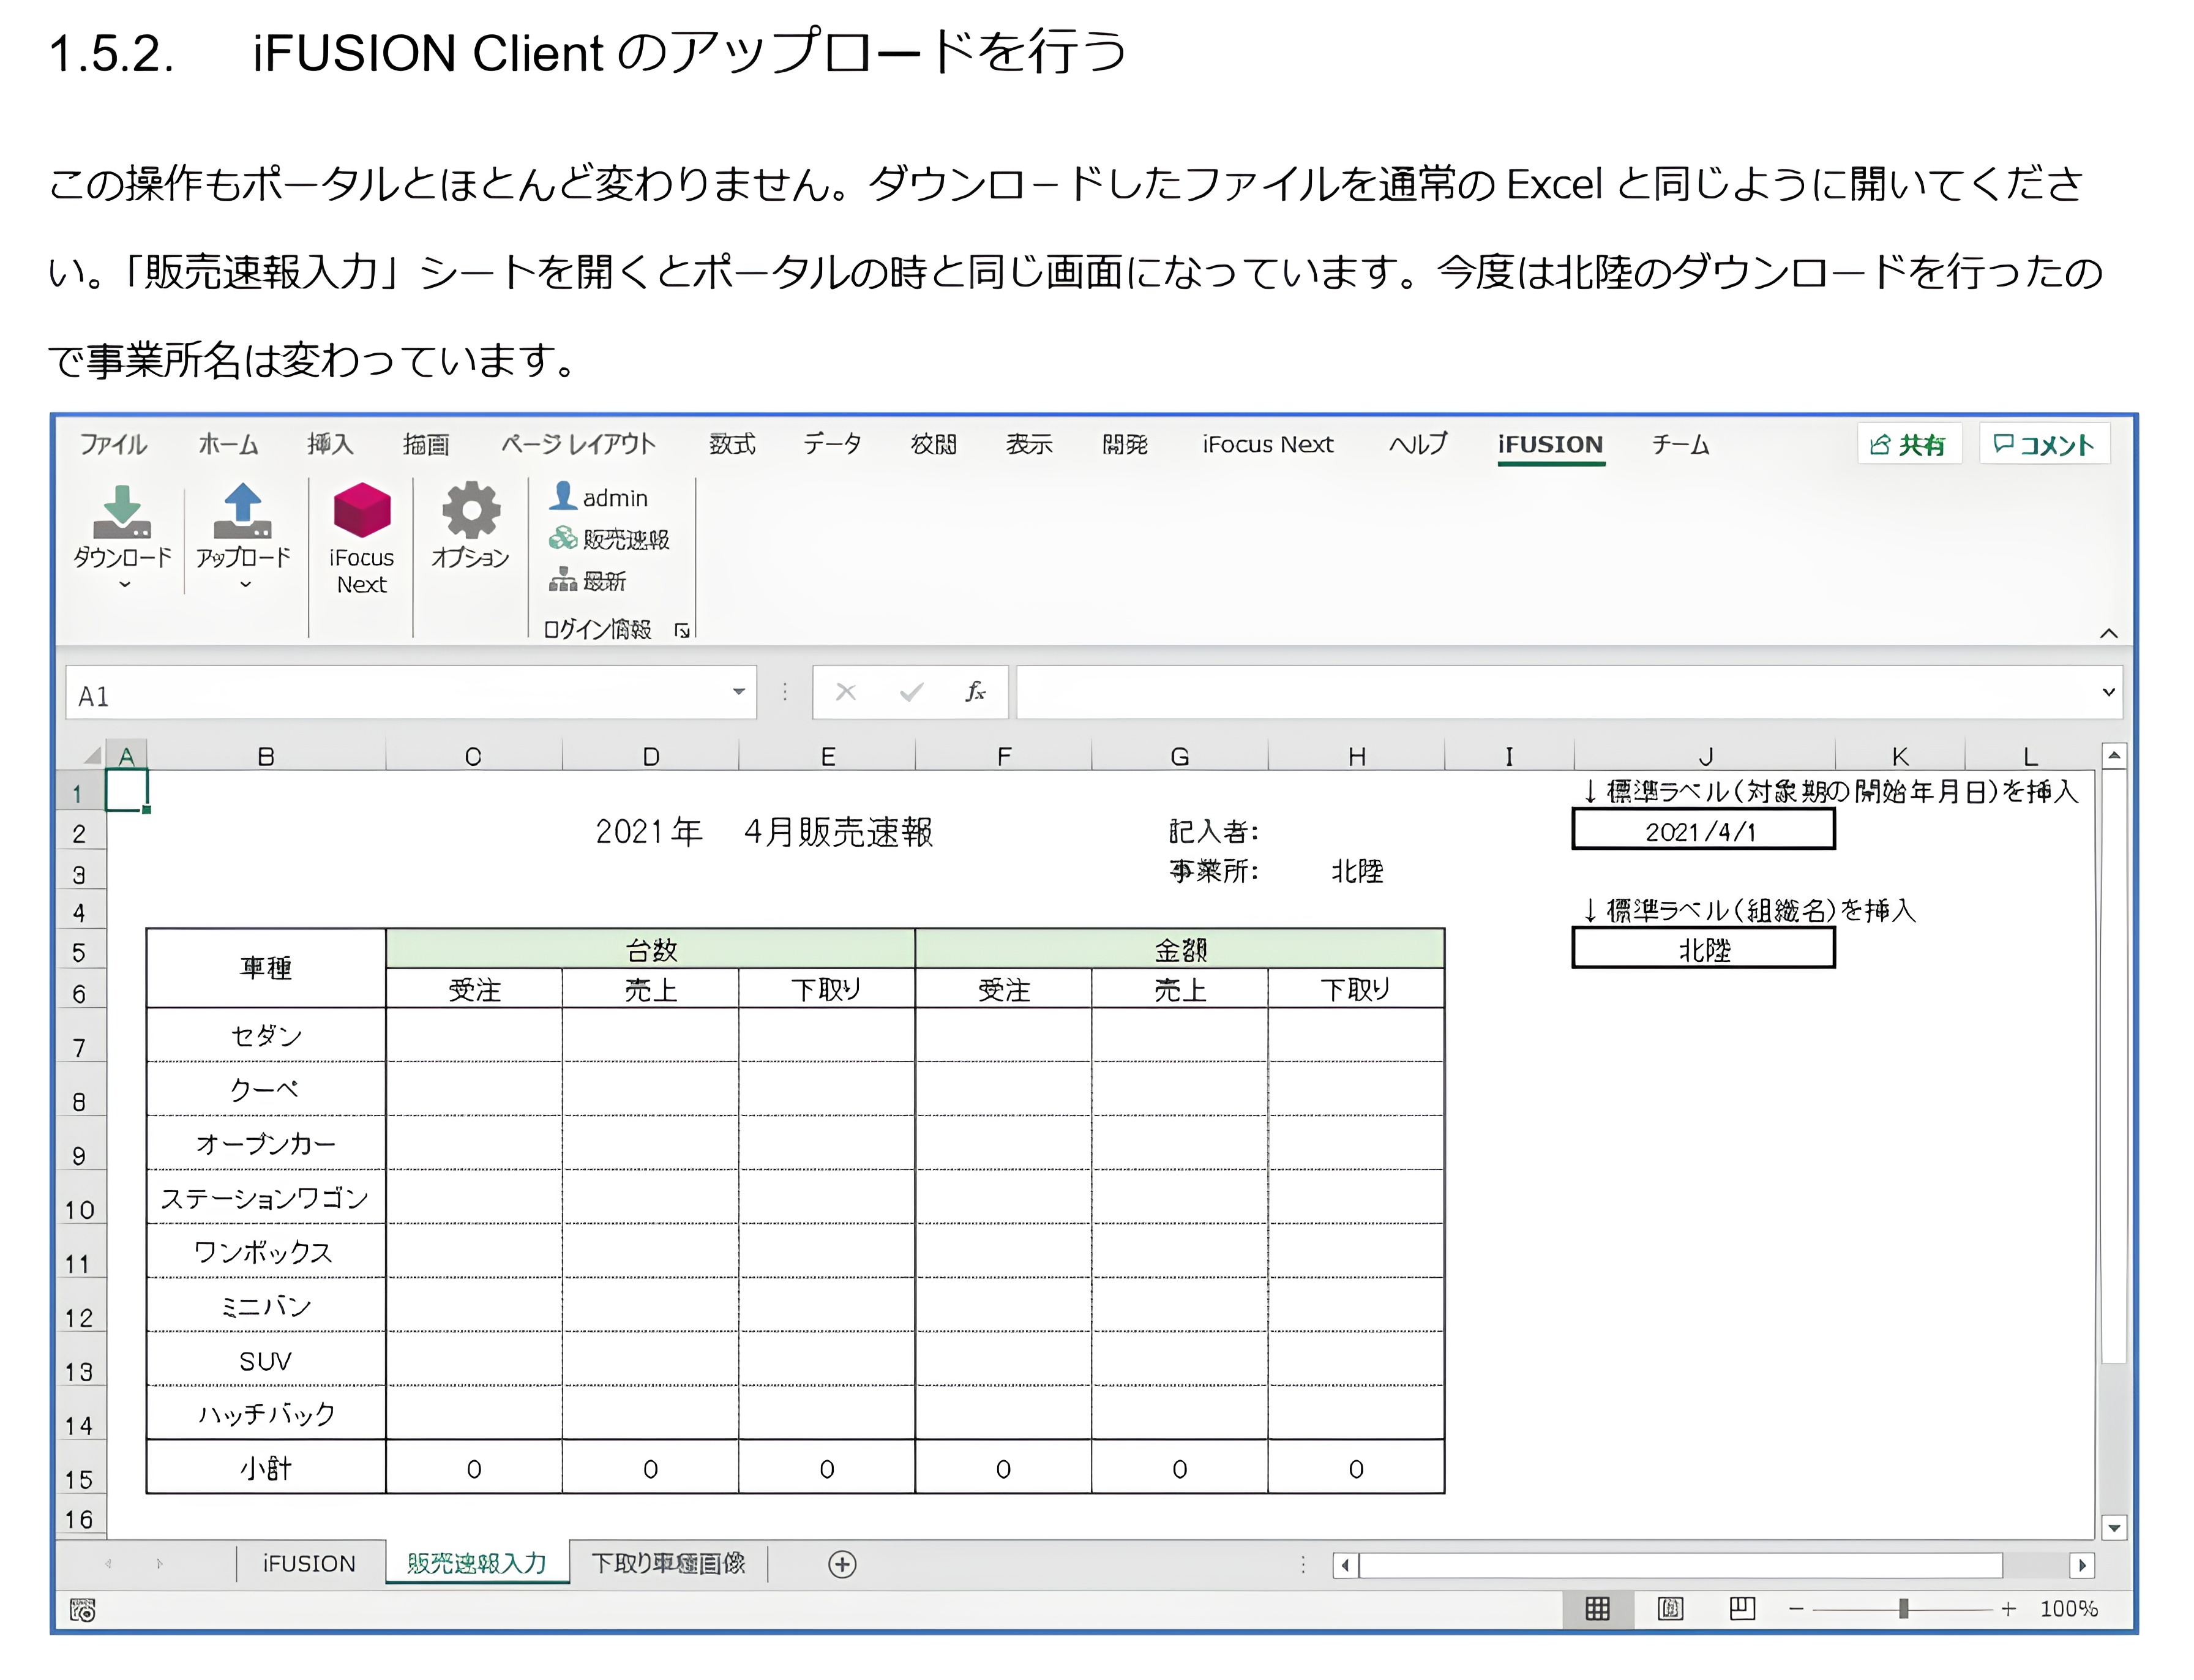 1.5.2. iFUSION Client のアップロードを行う
この操作もポータルとほとんど変わりません。ダウンロードしたファイルを通常の Excel と同じように開いてくださ
い。「販売速報入力」シートを開くとポータルの時と同じ画面になっています。今度は北陸のダウンロードを行ったの
で事業所名は変わっています。
ファイル ホーム 挿入 描画 ページ レイアウト 数式 データ 校閲 表示 開発 iFocus Next ヘルプ iFUSION チーム 共有 コメント
ダウンロード アップロード iFocus Next オプション
admin
販売速報
最新
ログイン情報
A1 fx
A B C D E F G H I J K L
1 ↓標準ラベル(対象期の開始年月日)を挿入
2 2021年 4月販売速報 記入者: 2021/4/1
3 事業所: 北陸
4 ↓標準ラベル(組織名)を挿入
5 車種 台数 金額 北陸
6 受注 売上 下取り 受注 売上 下取り
7 セダン
8 クーペ
9 オープンカー
10 ステーションワゴン
11 ワンボックス
12 ミニバン
13 SUV
14 ハッチバック
15 小計 0 0 0 0 0 0
16
iFUSION 販売速報入力 下取り車種画像
100%